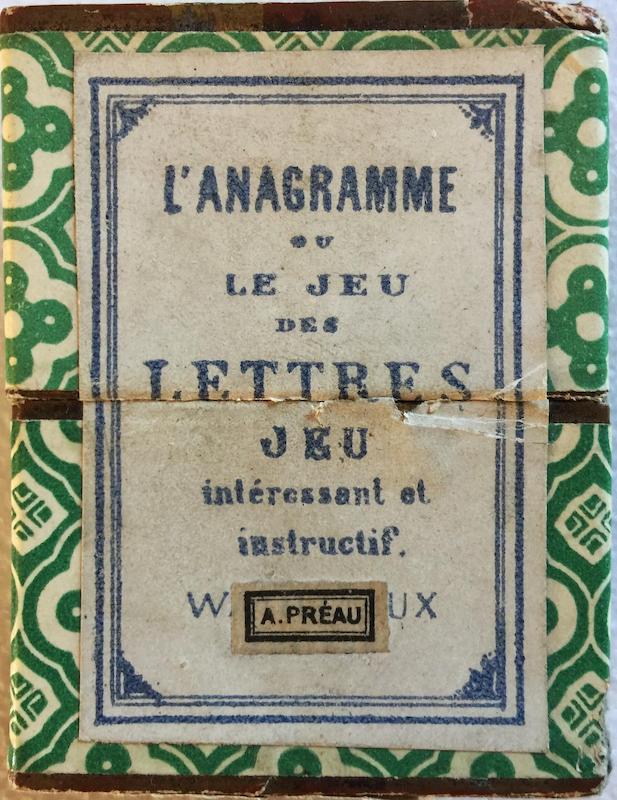 L'ANAGRAMME
OU
LE JEU
DES
LETTRES
JEU
intéressant et
instructif.
A. PRÉAU